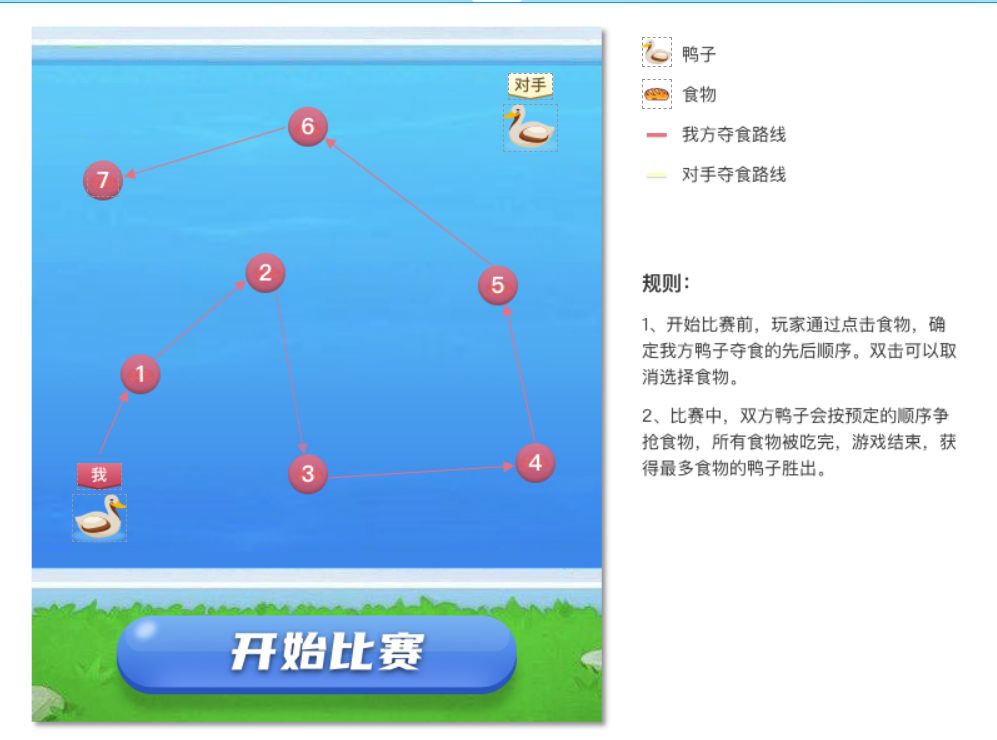 对手
6
7
2
5
1
4
3
我
开始比赛
鸭子
食物
我方夺食路线
对手夺食路线
规则：
1、开始比赛前，玩家通过点击食物，确
定我方鸭子夺食的先后顺序。双击可以取
消选择食物。
2、比赛中，双方鸭子会按预定的顺序争
抢食物，所有食物被吃完，游戏结束，获
得最多食物的鸭子胜出。